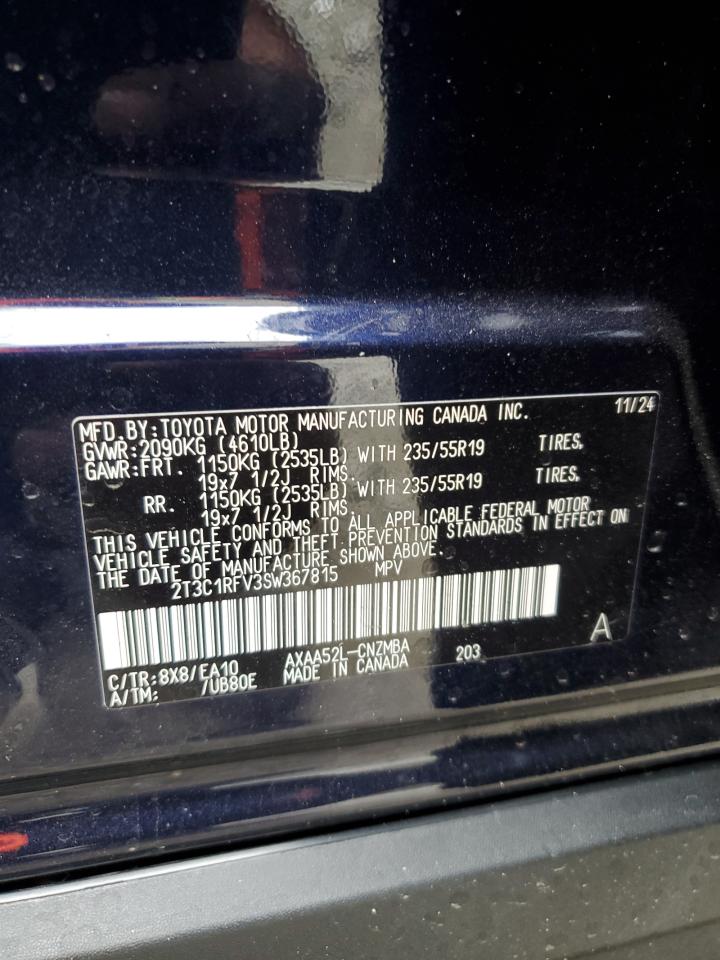 MFD.BY:TOYOTA MOTOR MANUFACTURING CANADA INC. 11/24
GVWR:2090KG (4610LB)
GAWR:FRT. 1150KG (2535LB) WITH 235/55R19 TIRES,
19x7 1/2J RIMS.
RR. 1150KG (2535LB) WITH 235/55R19 TIRES,
19x7 1/2J RIMS.
THIS VEHICLE CONFORMS TO ALL APPLICABLE FEDERAL MOTOR
VEHICLE SAFETY AND THEFT PREVENTION STANDARDS IN EFFECT ON
THE DATE OF MANUFACTURE SHOWN ABOVE.
2T3C1RFV3SW367815 MPV
A
C/TR:8X8/EA10 AXAA52L-CNZMBA 203
A/TM: /UB80E MADE IN CANADA